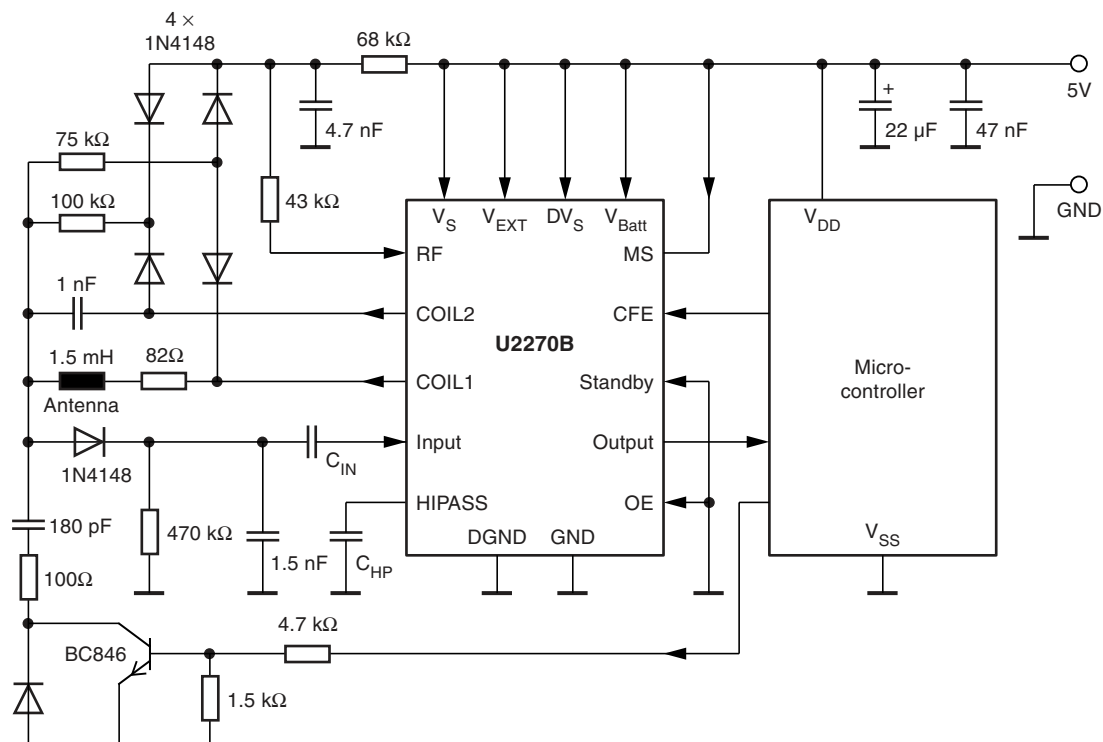 4 ×
1N4148
68 kΩ
5V
4.7 nF
+
22 µF
47 nF
75 kΩ
100 kΩ
43 kΩ
GND
V_S
V_EXT
DV_S
V_Batt
V_DD
RF
MS
1 nF
COIL2
CFE
U2270B
1.5 mH
82Ω
COIL1
Standby
Micro-
controller
Antenna
Input
Output
1N4148
C_IN
HIPASS
OE
180 pF
470 kΩ
1.5 nF
C_HP
DGND
GND
V_SS
100Ω
4.7 kΩ
BC846
1.5 kΩ